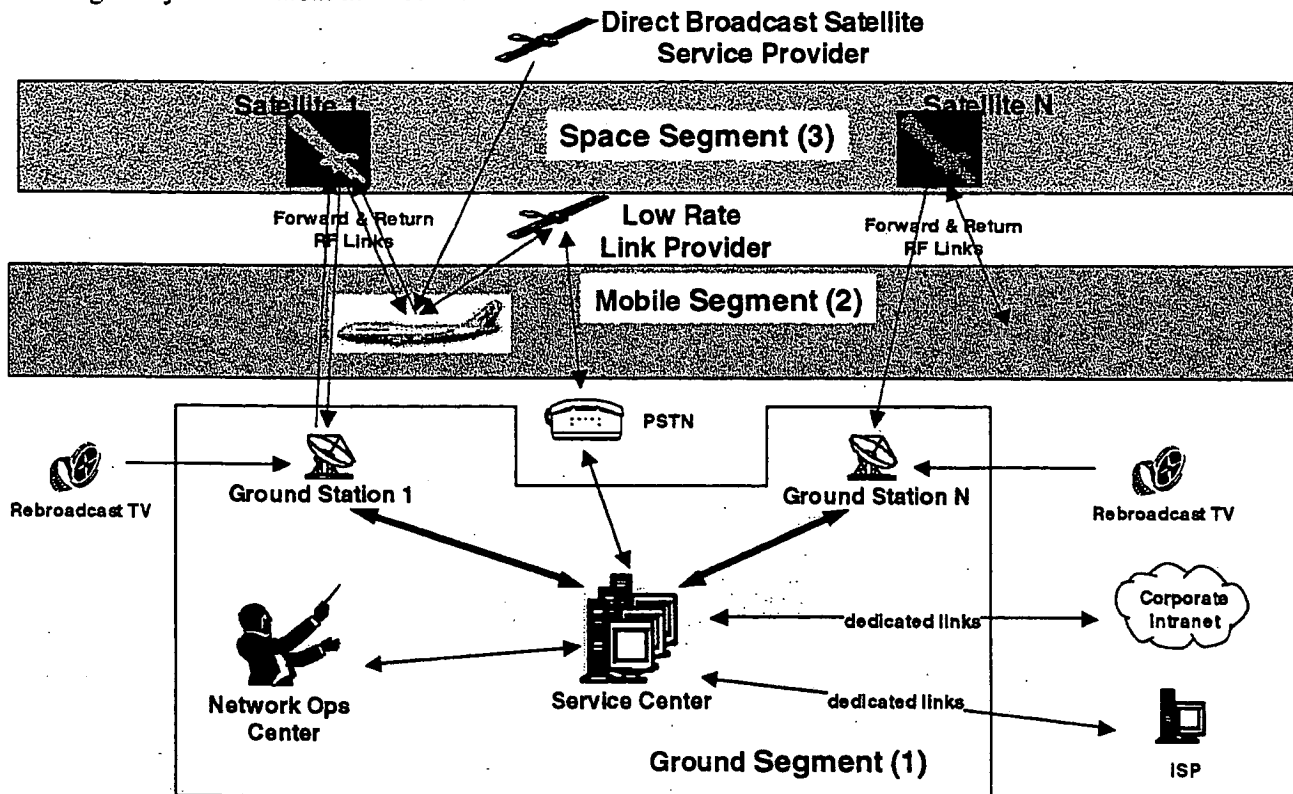 Direct Broadcast Satellite
Service Provider
Satellite 1
Satellite N
Space Segment (3)
Forward & Return
RF Links
Low Rate
Link Provider
Forward & Return
RF Links
Mobile Segment (2)
PSTN
Rebroadcast TV
Ground Station 1
Ground Station N
Rebroadcast TV
Corporate
Intranet
dedicated links
Network Ops
Center
Service Center
dedicated links
Ground Segment (1)
ISP